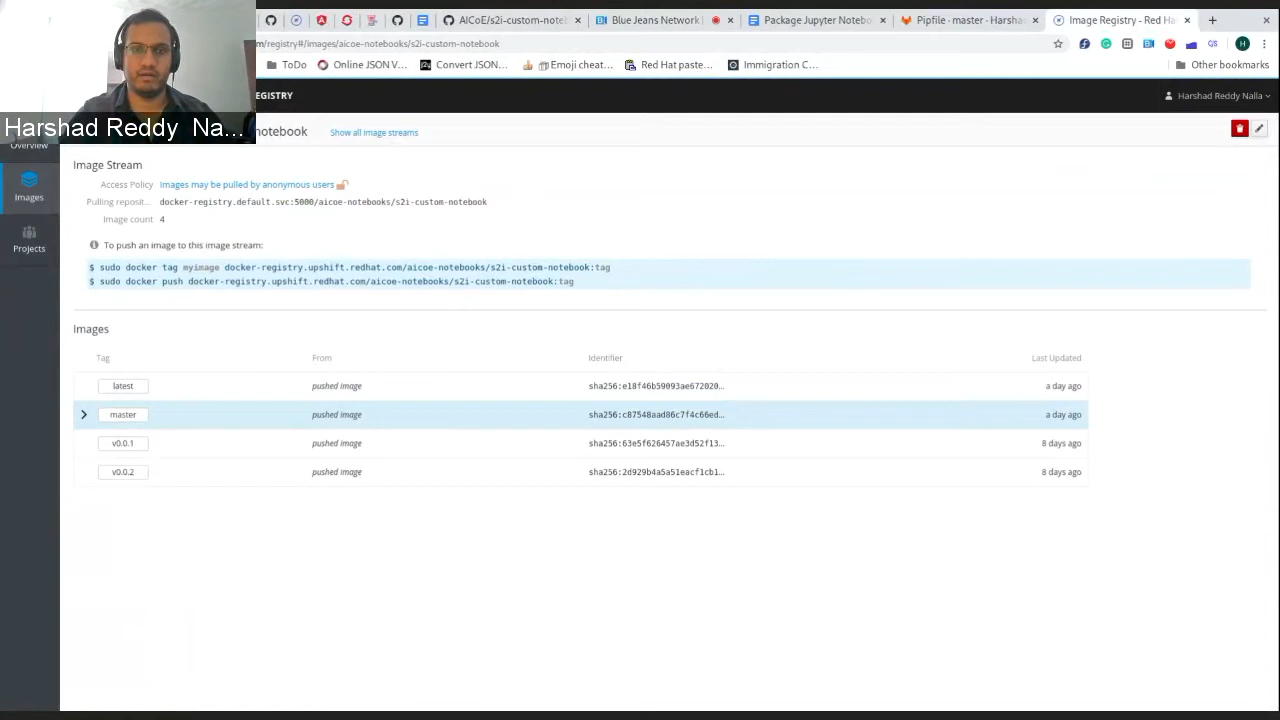 AICoE/s2i-custom-note
Blue Jeans Network |
Package Jupyter Notebo
Pipfile · master · Harsha
Image Registry - Red Ha
m/registry#/images/aicoe-notebooks/s2i-custom-notebook
ToDo
Online JSON V...
Convert JSON...
Emoji cheat...
Red Hat paste...
Immigration C...
Other bookmarks
EGISTRY
Harshad Reddy Nalla
Harshad Reddy Na...
notebook
Show all image streams
Overview
Images
Projects
Image Stream
Access Policy Images may be pulled by anonymous users
Pulling reposit... docker-registry.default.svc:5000/aicoe-notebooks/s2i-custom-notebook
Image count 4
To push an image to this image stream:
$ sudo docker tag myimage docker-registry.upshift.redhat.com/aicoe-notebooks/s2i-custom-notebook:tag
$ sudo docker push docker-registry.upshift.redhat.com/aicoe-notebooks/s2i-custom-notebook:tag
Images
Tag From Identifier Last Updated
latest pushed image sha256:e18f46b59093ae672020... a day ago
master pushed image sha256:c87548aad86c7f4c66ed... a day ago
v0.0.1 pushed image sha256:63e5f626457ae3d52f13... 8 days ago
v0.0.2 pushed image sha256:2d929b4a5a51eacf1cb1... 8 days ago